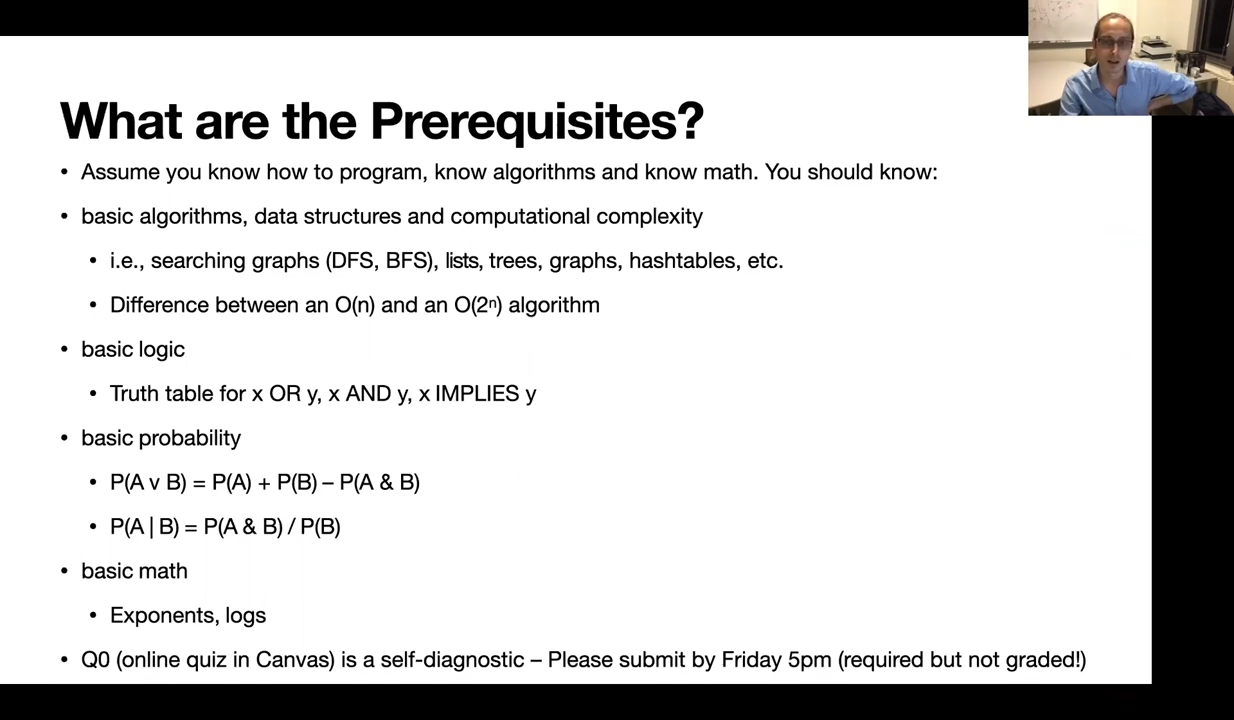 What are the Prerequisites?
• Assume you know how to program, know algorithms and know math. You should know:
• basic algorithms, data structures and computational complexity
• i.e., searching graphs (DFS, BFS), lists, trees, graphs, hashtables, etc.
• Difference between an O(n) and an O(2ⁿ) algorithm
• basic logic
• Truth table for x OR y, x AND y, x IMPLIES y
• basic probability
• P(A v B) = P(A) + P(B) – P(A & B)
• P(A | B) = P(A & B) / P(B)
• basic math
• Exponents, logs
• Q0 (online quiz in Canvas) is a self-diagnostic – Please submit by Friday 5pm (required but not graded!)